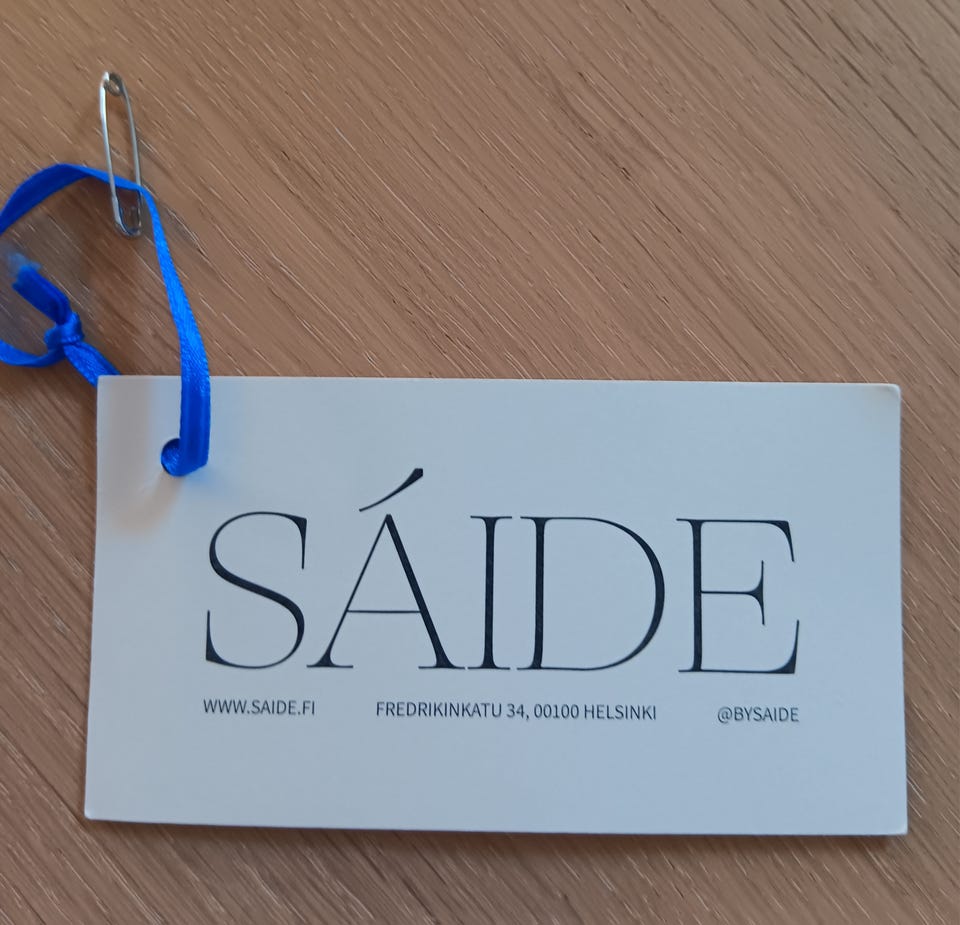 SÁIDE
WWW.SAIDE.FI FREDRIKINKATU 34, 00100 HELSINKI @BYSAIDE